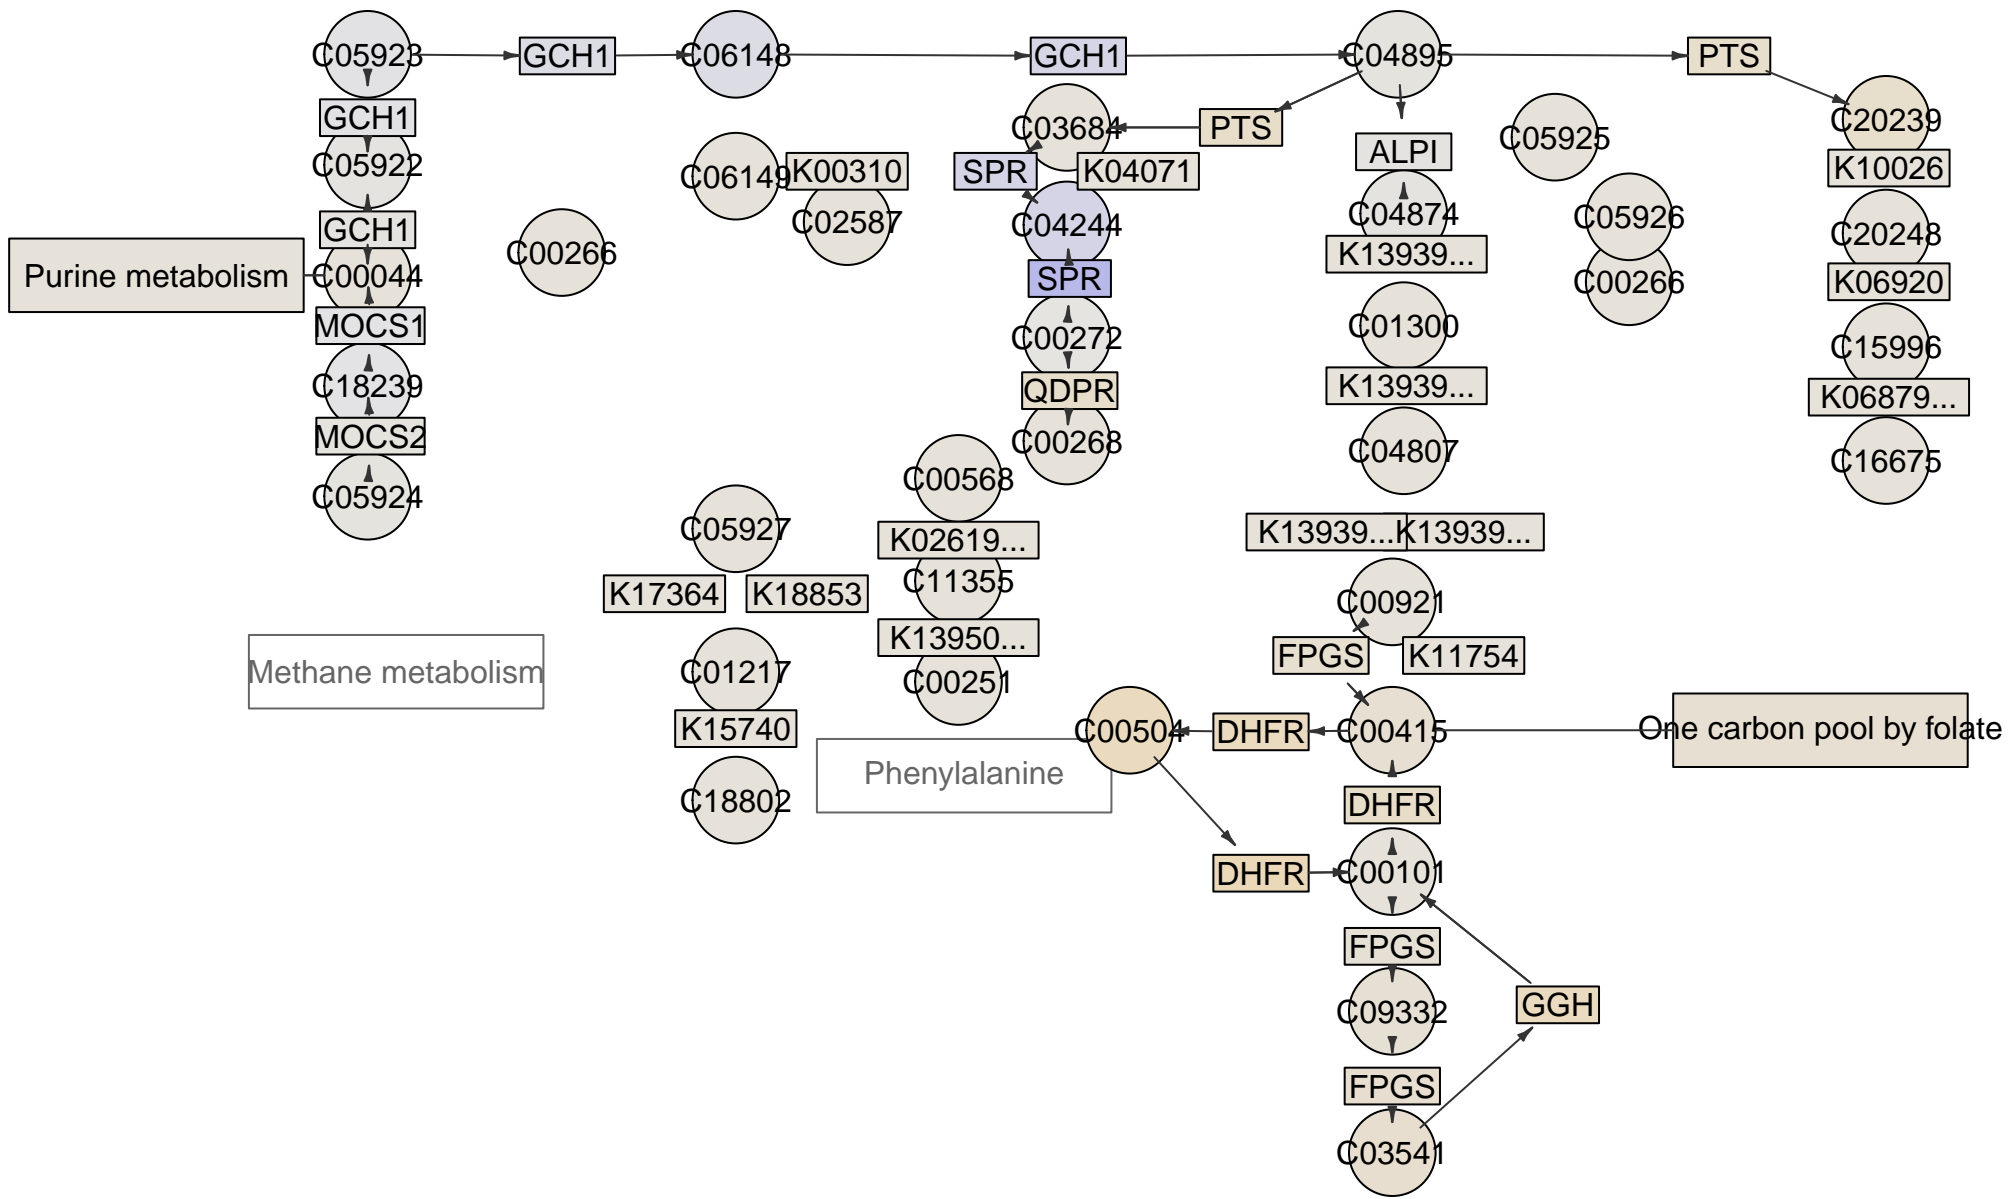 C05923
GCH1
C06148
GCH1
C04895
PTS
GCH1
C03684
PTS
C20239
C05922
C06149
K00310
SPR
K04071
ALPI
C05925
K10026
GCH1
C00266
C02587
C04244
C04874
C05926
C20248
Purine metabolism
C00044
SPR
K13939...
C00266
K06920
MOCS1
C00272
C01300
C15996
C18239
QDPR
K13939...
K06879...
MOCS2
C00268
C04807
C16675
C05924
C00568
C05927
K02619...
K13939...
K13939...
K17364
K18853
C11355
C00921
Methane metabolism
C01217
K13950...
C00251
FPGS
K11754
K15740
C00504
DHFR
C00415
One carbon pool by folate
Phenylalanine
C18802
DHFR
DHFR
C00101
FPGS
C09332
GGH
FPGS
C03541